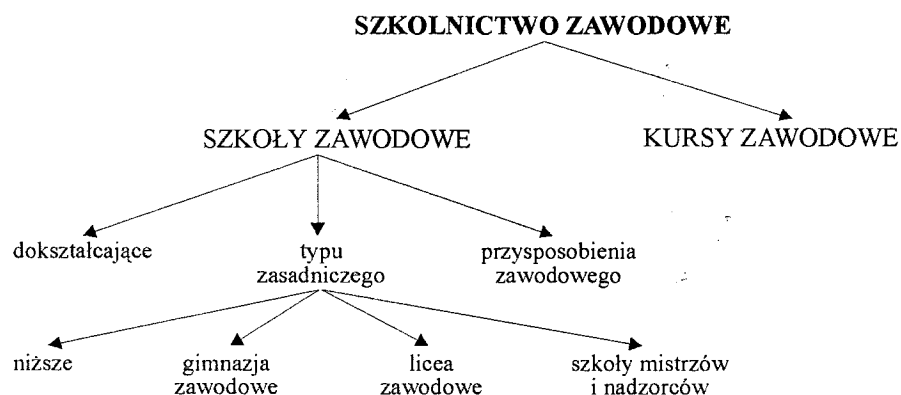 SZKOLNICTWO ZAWODOWE
SZKOŁY ZAWODOWE
KURSY ZAWODOWE
dokształcające
typu
zasadniczego
przysposobienia
zawodowego
niższe
gimnazja
zawodowe
licea
zawodowe
szkoły mistrzów
i nadzorców